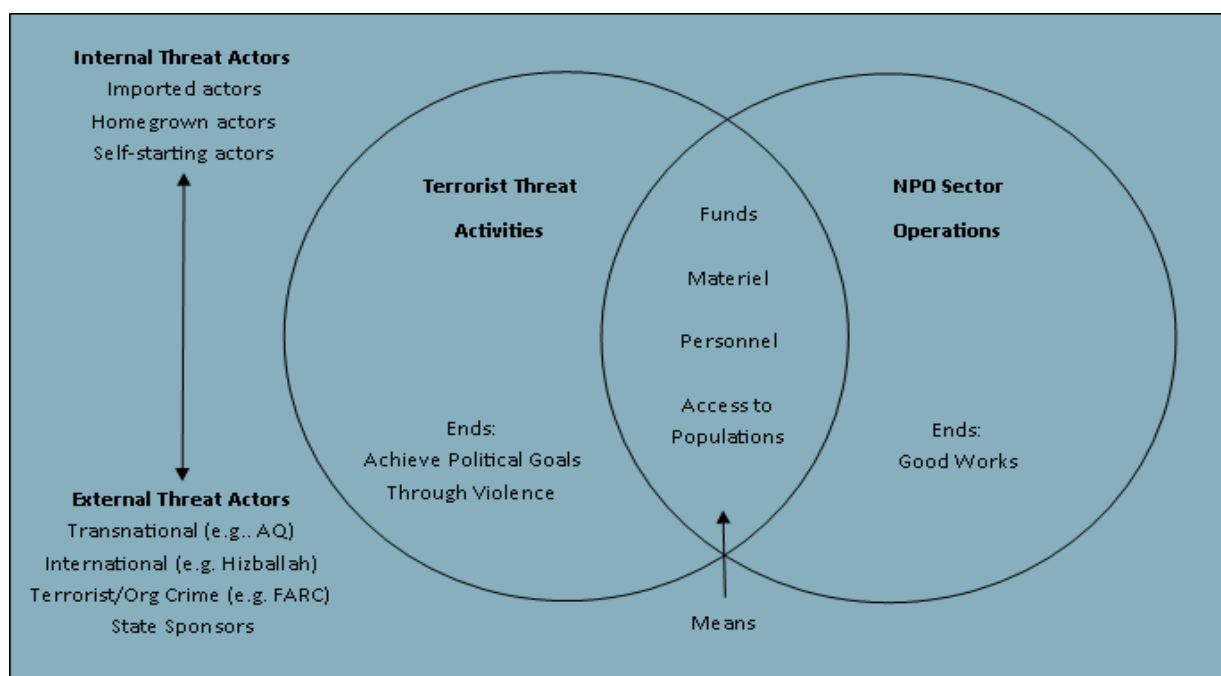 Internal Threat Actors
Imported actors
Homegrown actors
Self-starting actors
External Threat Actors
Transnational (e.g.. AQ)
International (e.g. Hizballah)
Terrorist/Org Crime (e.g. FARC)
State Sponsors
Terrorist Threat
Activities
Ends:
Achieve Political Goals
Through Violence
Funds
Materiel
Personnel
Access to
Populations
Means
NPO Sector
Operations
Ends:
Good Works